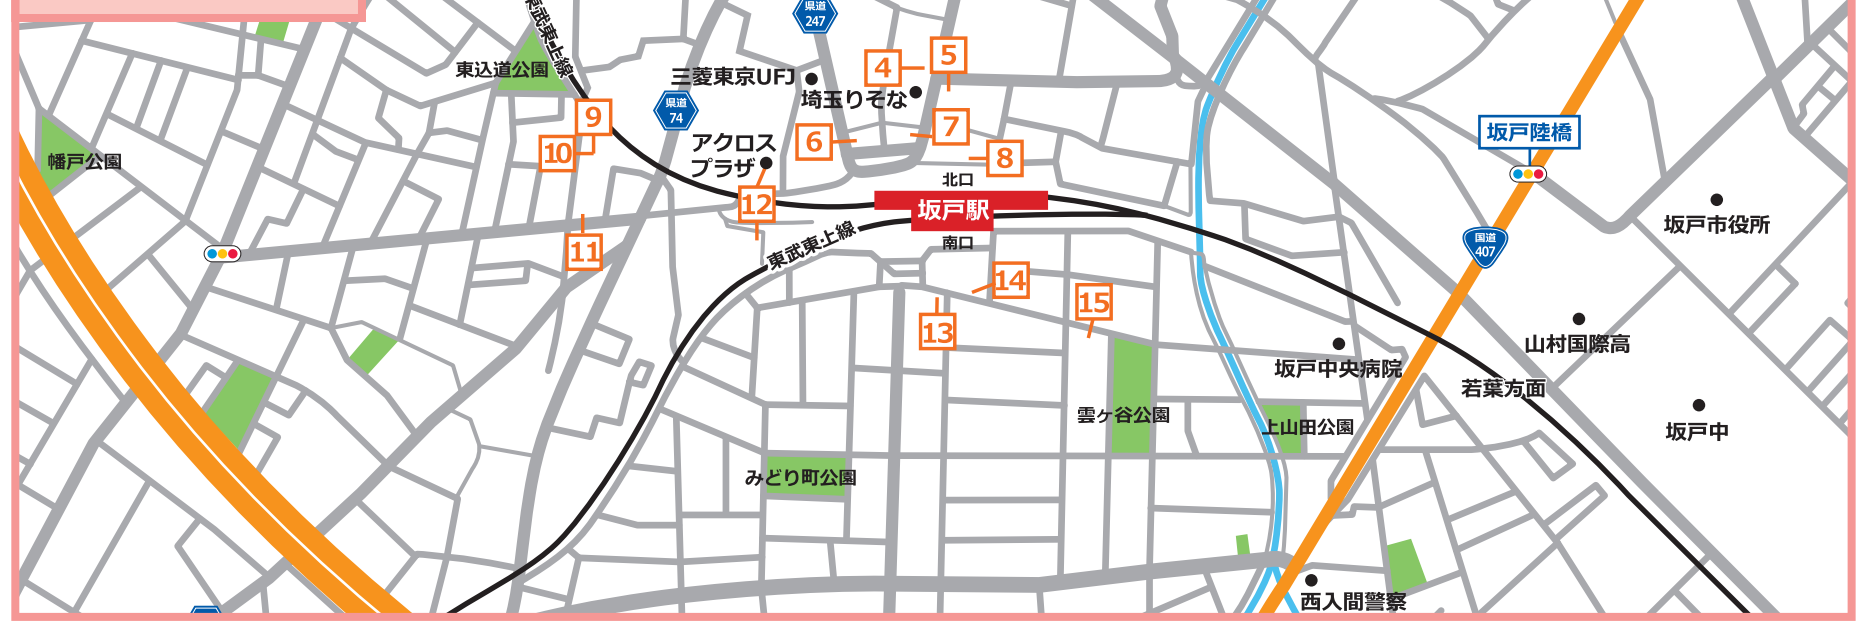 東武東上線
県道
247
5
4
東込道公園
三菱東京UFJ
埼玉りそな
県道
74
9
7
6
坂戸陸橋
アクロス
プラザ
10
8
幡戸公園
北口
12
坂戸駅
坂戸市役所
東武東上線
南口
国道
407
11
14
15
13
山村国際高
坂戸中央病院
若葉方面
雲ヶ谷公園
上山田公園
坂戸中
みどり町公園
西入間警察